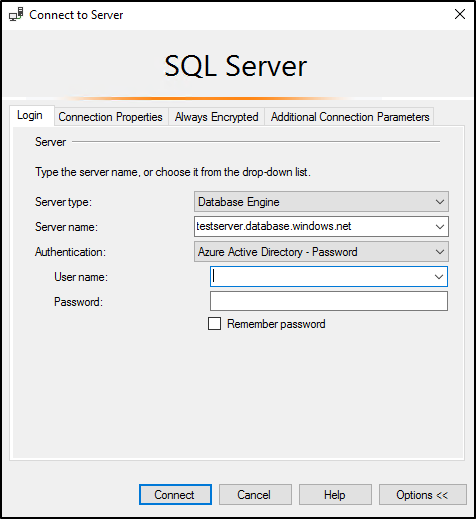 Connect to Server
SQL Server
Login Connection Properties Always Encrypted Additional Connection Parameters
Server
Type the server name, or choose it from the drop-down list.
Server type: Database Engine
Server name: testserver.database.windows.net
Authentication: Azure Active Directory - Password
User name:
Password:
Remember password
Connect Cancel Help Options <<